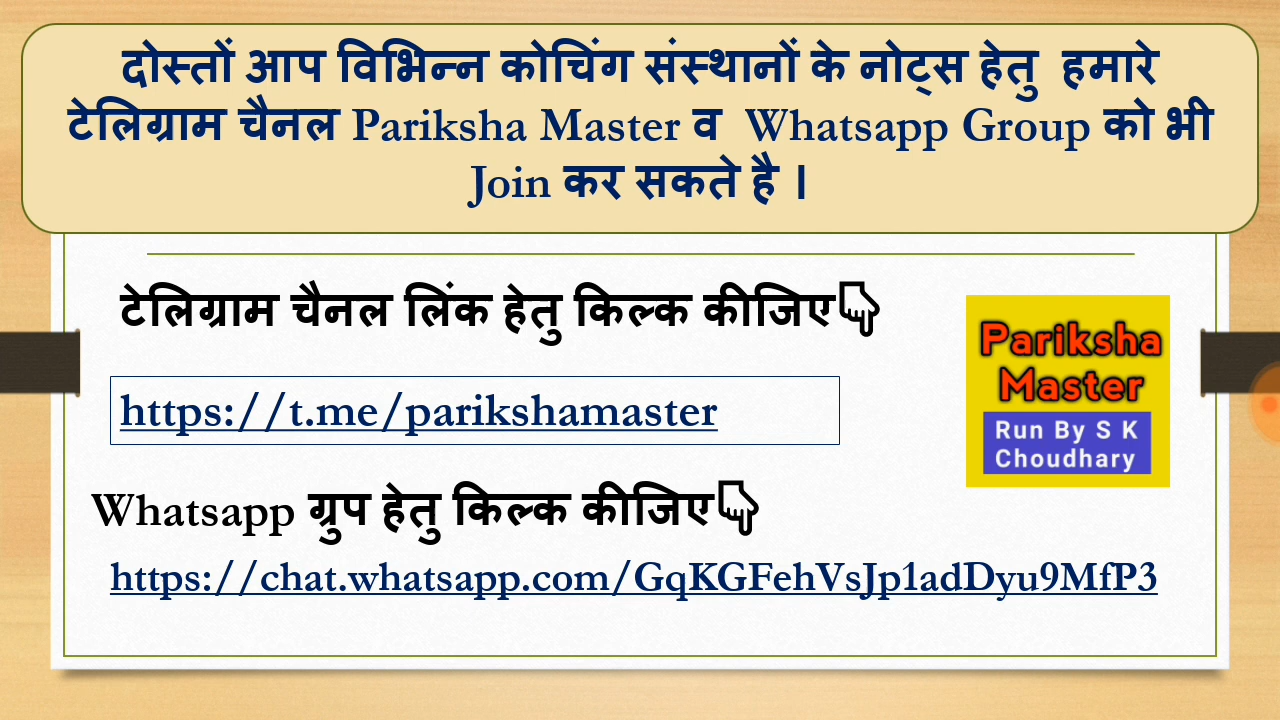 दोस्तों आप विभिन्न कोचिंग संस्थानों के नोट्स हेतु हमारे
टेलिग्राम चैनल Pariksha Master व Whatsapp Group को भी
Join कर सकते है ।
टेलिग्राम चैनल लिंक हेतु किल्क कीजिए👇
https://t.me/parikshamaster
Pariksha
Master
Run By S K
Choudhary
Whatsapp ग्रुप हेतु किल्क कीजिए👇
https://chat.whatsapp.com/GqKGFehVsJp1adDyu9MfP3